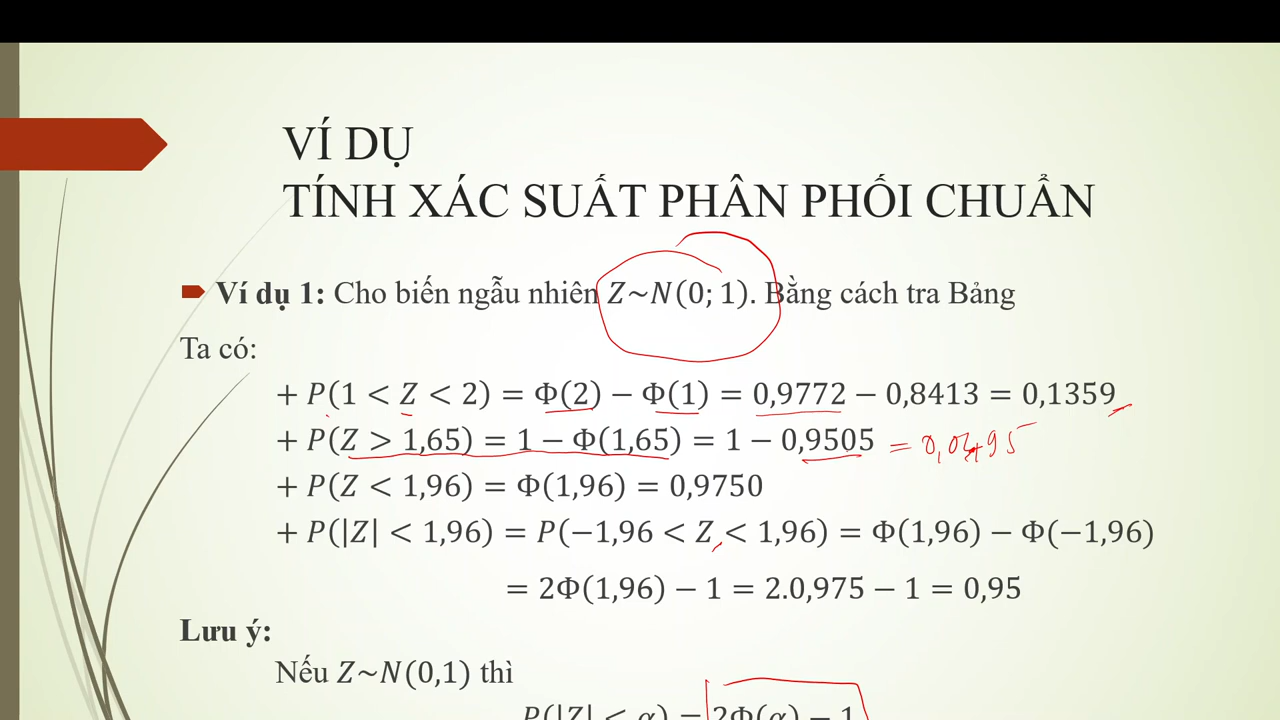 VÍ DỤ
TÍNH XÁC SUẤT PHÂN PHỐI CHUẨN
Ví dụ 1: Cho biến ngẫu nhiên Z~N(0; 1). Bằng cách tra Bảng
Ta có:
+ P(1 < Z < 2) = Φ(2) − Φ(1) = 0,9772 − 0,8413 = 0,1359
+ P(Z > 1,65) = 1 − Φ(1,65) = 1 − 0,9505 = 0,0495
+ P(Z < 1,96) = Φ(1,96) = 0,9750
+ P(|Z| < 1,96) = P(−1,96 < Z < 1,96) = Φ(1,96) − Φ(−1,96)
= 2Φ(1,96) − 1 = 2.0,975 − 1 = 0,95
Lưu ý:
Nếu Z~N(0,1) thì
P(|Z| < α) = 2Φ(α) − 1